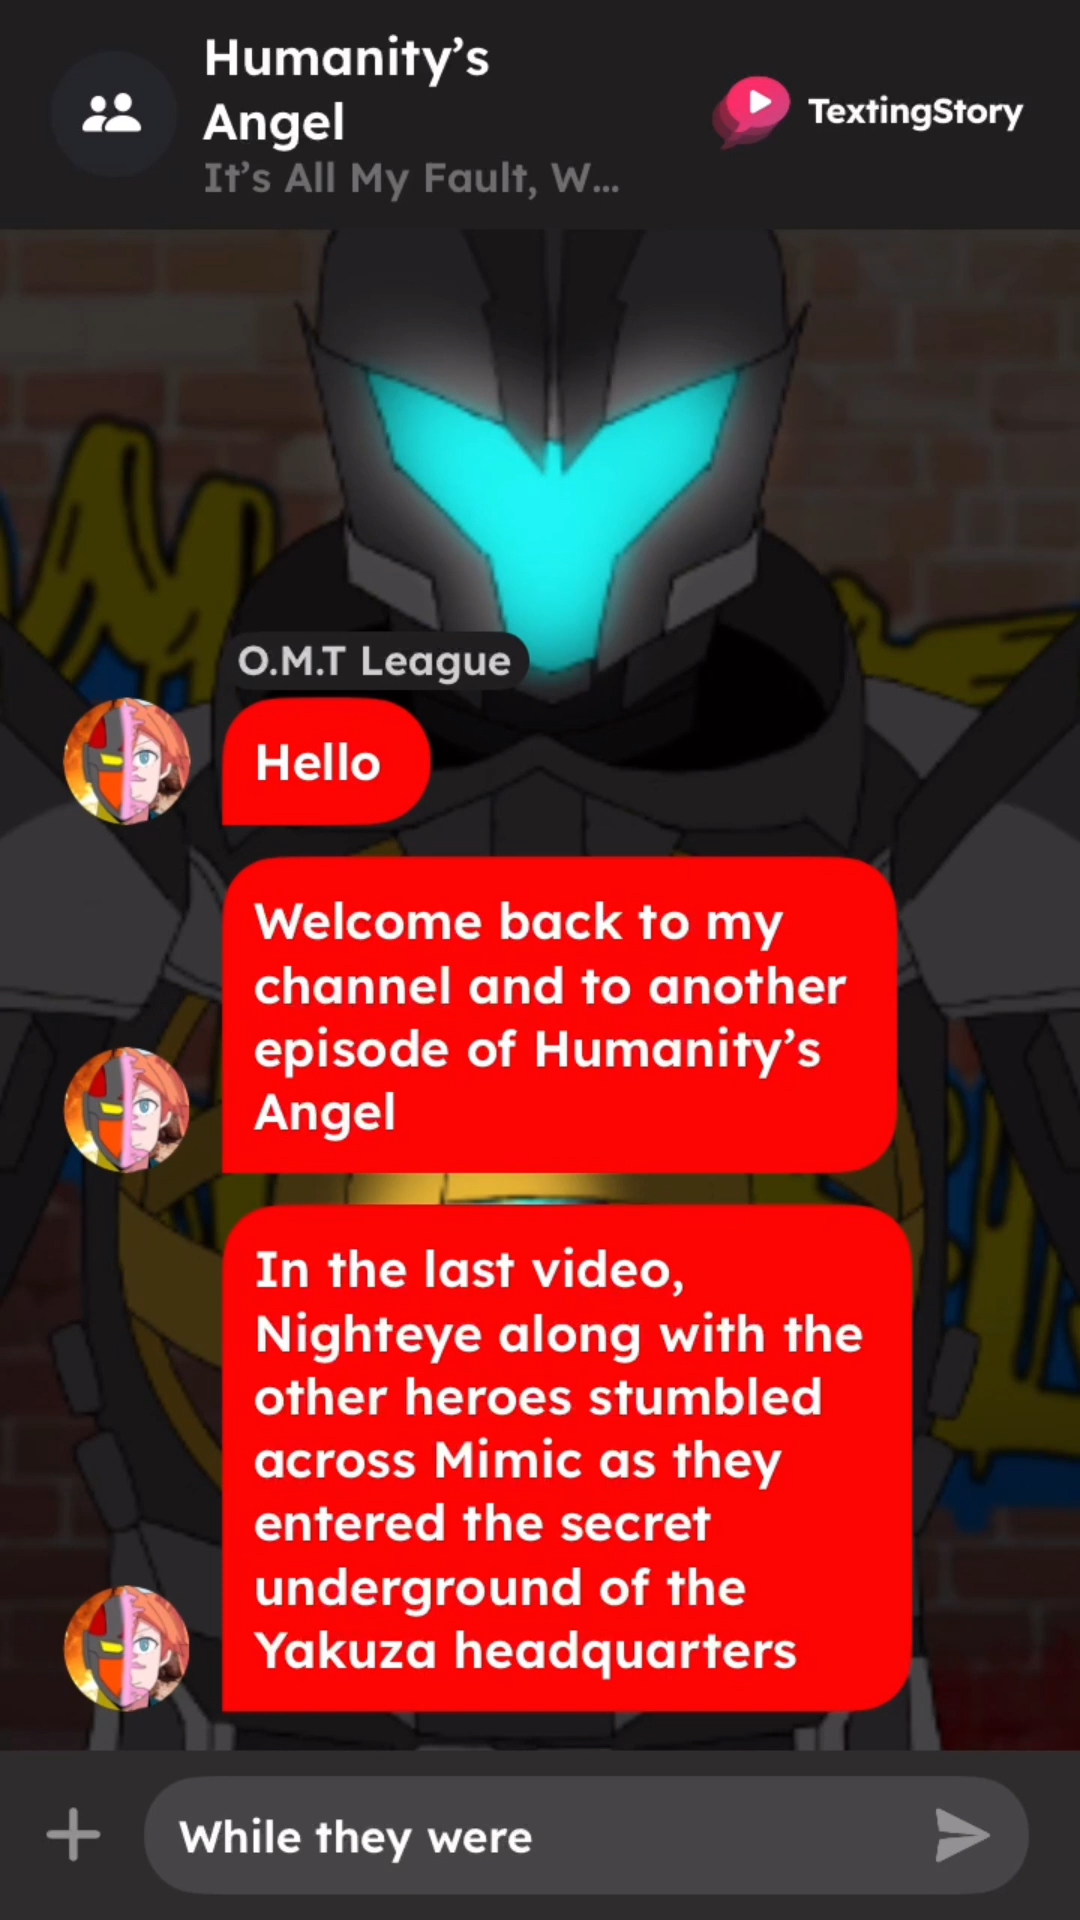 Humanity’s
Angel
TextingStory
It’s All My Fault, W...
O.M.T League
Hello
Welcome back to my
channel and to another
episode of Humanity’s
Angel
In the last video,
Nighteye along with the
other heroes stumbled
across Mimic as they
entered the secret
underground of the
Yakuza headquarters
While they were